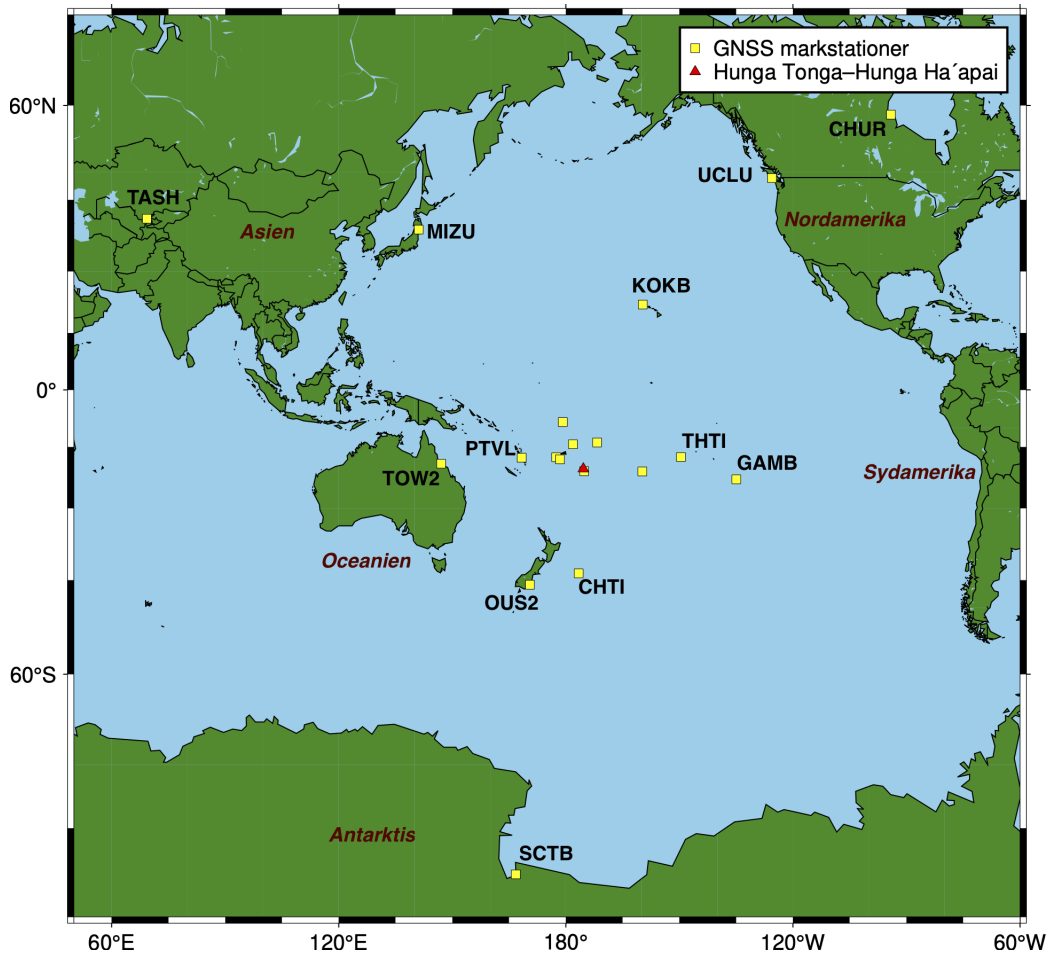 GNSS markstationer
Hunga Tonga–Hunga Ha´apai
60°N
CHUR
UCLU
TASH
Nordamerika
Asien
MIZU
KOKB
0°
PTVL
THTI
GAMB
TOW2
Sydamerika
Oceanien
CHTI
OUS2
60°S
Antarktis
SCTB
60°E
120°E
180°
120°W
60°W